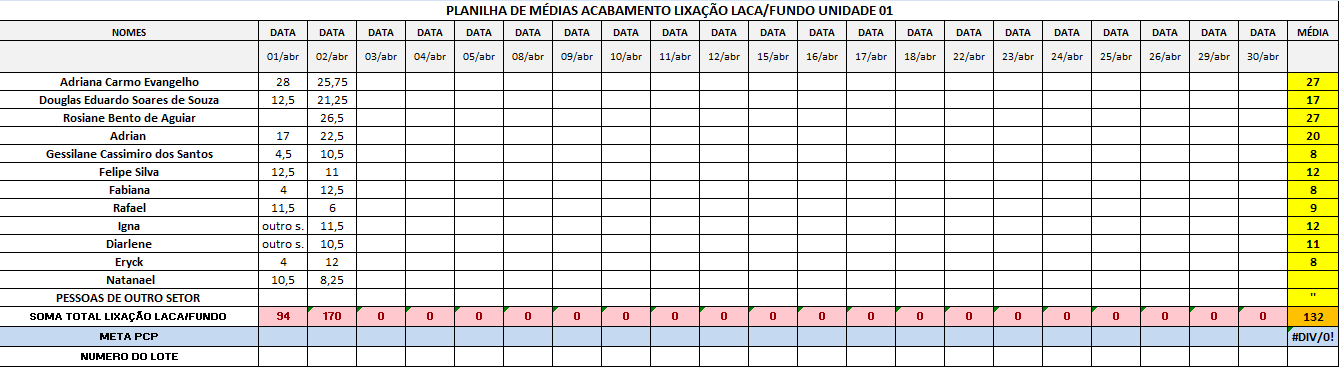 PLANILHA DE MÉDIAS ACABAMENTO LIXAÇÃO LACA/FUNDO UNIDADE 01
NOMES DATA DATA DATA DATA DATA DATA DATA DATA DATA DATA DATA DATA DATA DATA DATA DATA DATA DATA DATA DATA DATA MÉDIA
01/abr 02/abr 03/abr 04/abr 05/abr 08/abr 09/abr 10/abr 11/abr 12/abr 15/abr 16/abr 17/abr 18/abr 22/abr 23/abr 24/abr 25/abr 26/abr 29/abr 30/abr
Adriana Carmo Evangelho 28 25,75 27
Douglas Eduardo Soares de Souza 12,5 21,25 17
Rosiane Bento de Aguiar 26,5 27
Adrian 17 22,5 20
Gessilane Cassimiro dos Santos 4,5 10,5 8
Felipe Silva 12,5 11 12
Fabiana 4 12,5 8
Rafael 11,5 6 9
Igna outro s. 11,5 12
Diarlene outro s. 10,5 11
Eryck 4 12 8
Natanael 10,5 8,25
PESSOAS DE OUTRO SETOR "
SOMA TOTAL LIXAÇÃO LACA/FUNDO 94 170 0 0 0 0 0 0 0 0 0 0 0 0 0 0 0 0 0 0 0 132
META PCP #DIV/0!
NUMERO DO LOTE